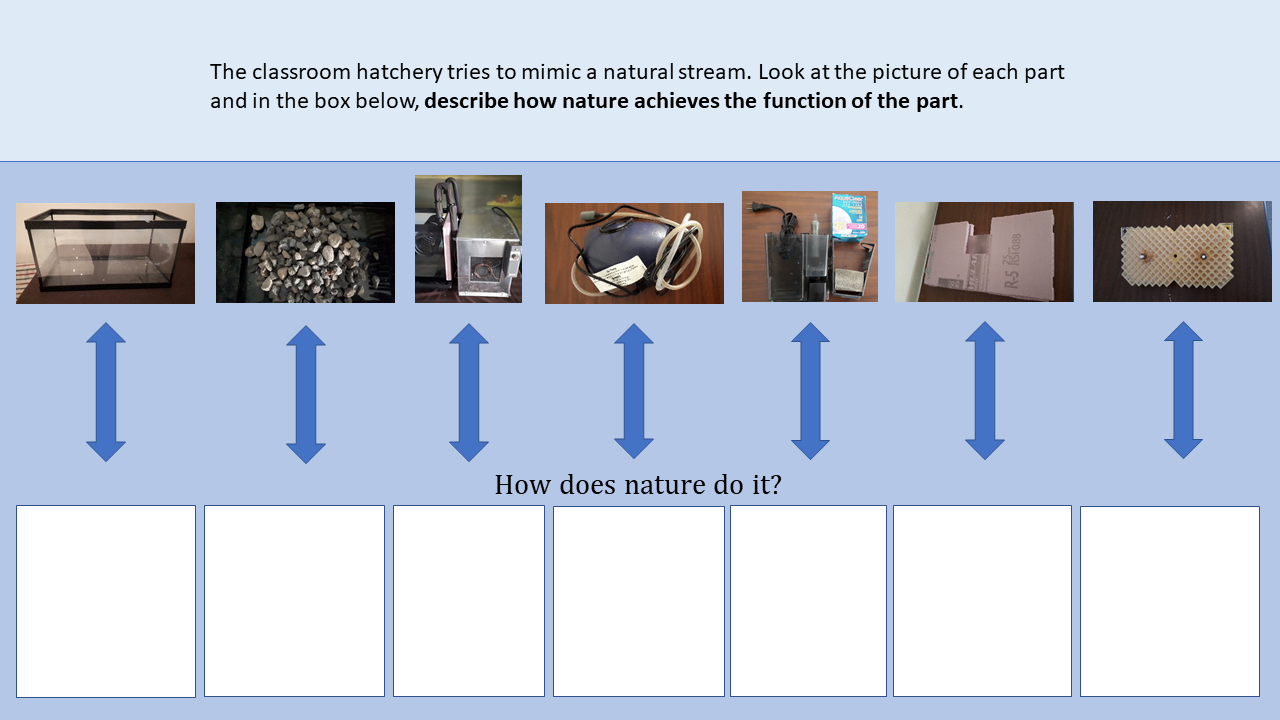 The classroom hatchery tries to mimic a natural stream. Look at the picture of each part
and in the box below, describe how nature achieves the function of the part.
R-5
How does nature do it?